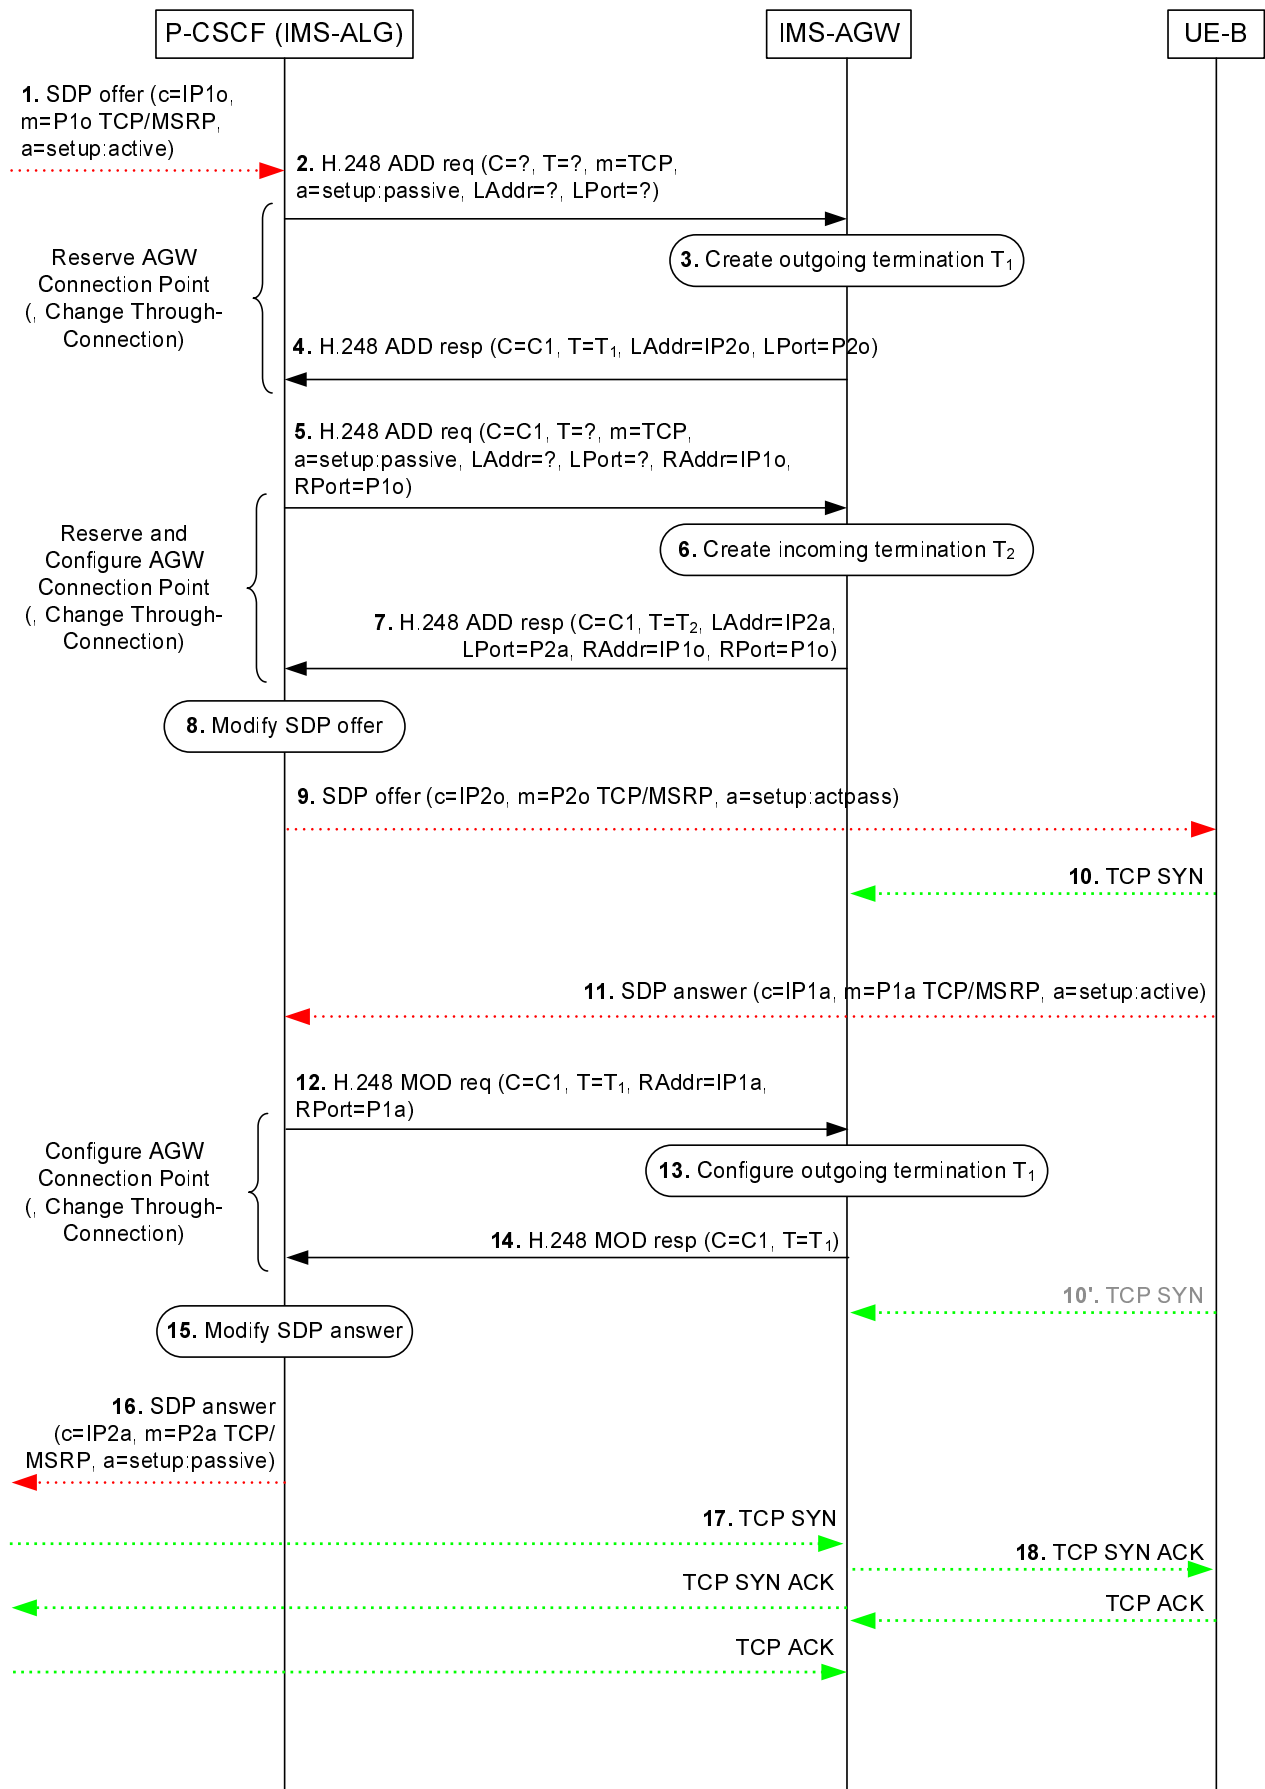 P-CSCF (IMS-ALG)
IMS-AGW
UE-B
1. SDP offer (c=IP1o,
m=P1o TCP/MSRP,
a=setup:active)
2. H.248 ADD req (C=?, T=?, m=TCP,
a=setup:passive, LAddr=?, LPort=?)
Reserve AGW
Connection Point
(, Change Through-
Connection)
3. Create outgoing termination T1
4. H.248 ADD resp (C=C1, T=T1, LAddr=IP2o, LPort=P2o)
5. H.248 ADD req (C=C1, T=?, m=TCP,
a=setup:passive, LAddr=?, LPort=?, RAddr=IP1o,
RPort=P1o)
Reserve and
Configure AGW
Connection Point
(, Change Through-
Connection)
6. Create incoming termination T2
7. H.248 ADD resp (C=C1, T=T2, LAddr=IP2a,
LPort=P2a, RAddr=IP1o, RPort=P1o)
8. Modify SDP offer
9. SDP offer (c=IP2o, m=P2o TCP/MSRP, a=setup:actpass)
10. TCP SYN
11. SDP answer (c=IP1a, m=P1a TCP/MSRP, a=setup:active)
12. H.248 MOD req (C=C1, T=T1, RAddr=IP1a,
RPort=P1a)
Configure AGW
Connection Point
(, Change Through-
Connection)
13. Configure outgoing termination T1
14. H.248 MOD resp (C=C1, T=T1)
10'. TCP SYN
15. Modify SDP answer
16. SDP answer
(c=IP2a, m=P2a TCP/
MSRP, a=setup:passive)
17. TCP SYN
18. TCP SYN ACK
TCP SYN ACK
TCP ACK
TCP ACK